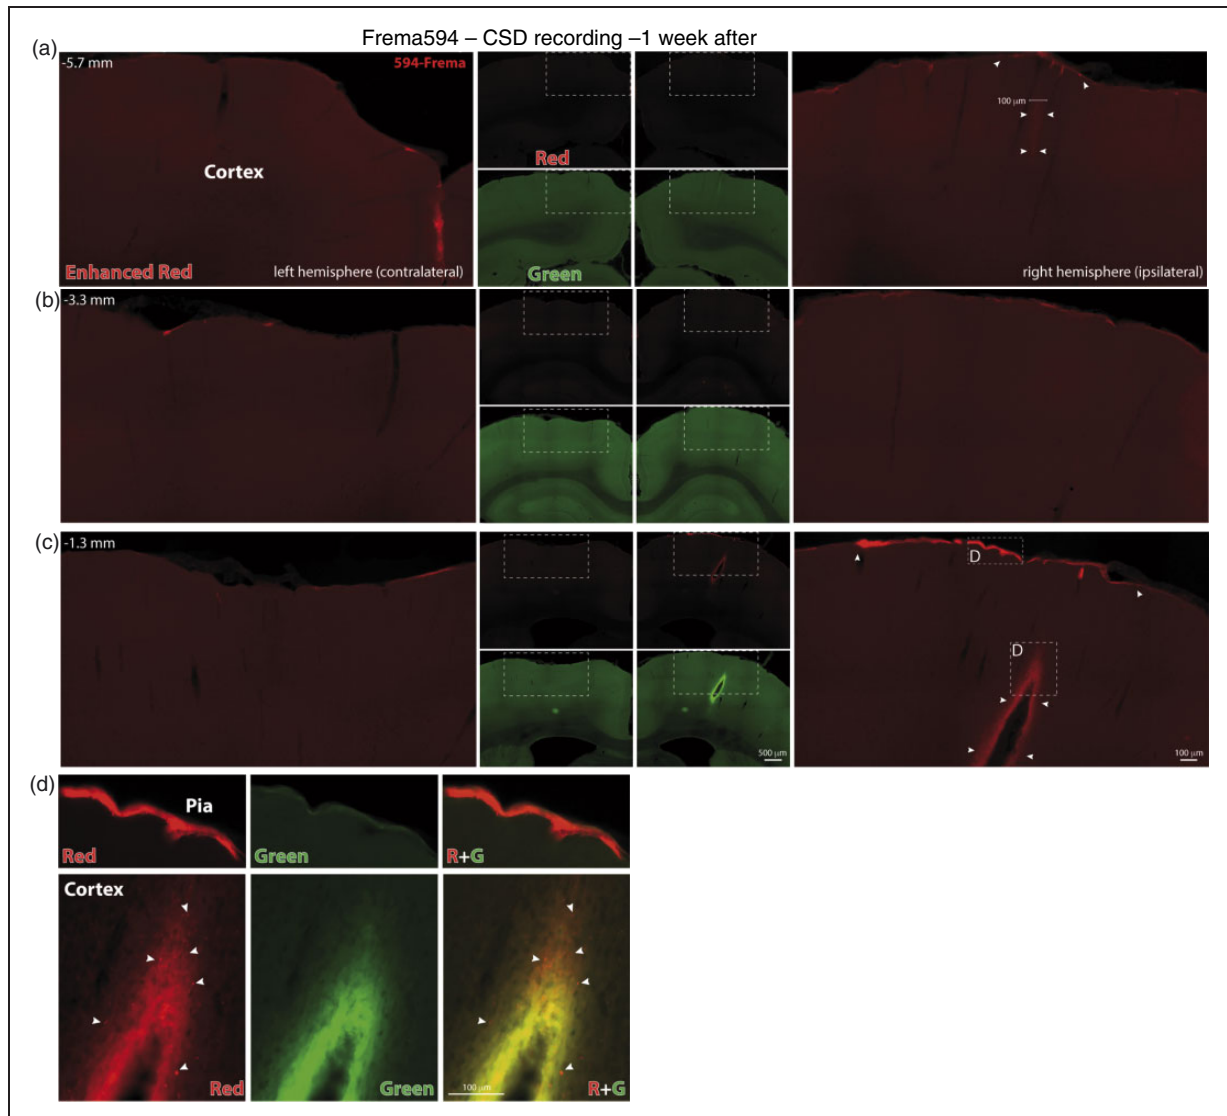 Frema594 – CSD recording –1 week after
(a)
-5.7 mm
594-Frema
Cortex
Enhanced Red
left hemisphere (contralateral)
Red
Green
100 μm
right hemisphere (ipsilateral)
(b)
-3.3 mm
(c)
-1.3 mm
500 μm
D
D
100 μm
(d)
Pia
Red
Green
R+G
Cortex
Red
Green
100 μm
R+G